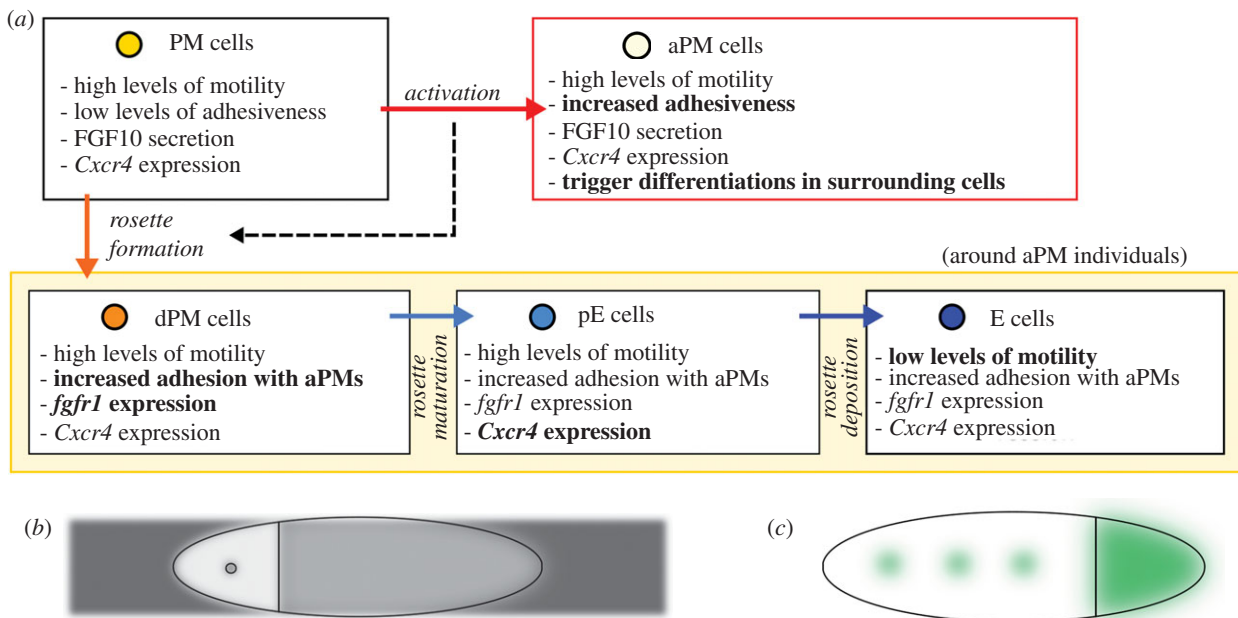 (a)
PM cells
- high levels of motility
- low levels of adhesiveness
- FGF10 secretion
- Cxcr4 expression
activation
aPM cells
- high levels of motility
- increased adhesiveness
- FGF10 secretion
- Cxcr4 expression
- trigger differentiations in surrounding cells
rosette
formation
(around aPM individuals)
dPM cells
- high levels of motility
- increased adhesion with aPMs
- fgfr1 expression
- Cxcr4 expression
rosette
maturation
pE cells
- high levels of motility
- increased adhesion with aPMs
- fgfr1 expression
- Cxcr4 expression
rosette
deposition
E cells
- low levels of motility
- increased adhesion with aPMs
- fgfr1 expression
- Cxcr4 expression
(b)
(c)